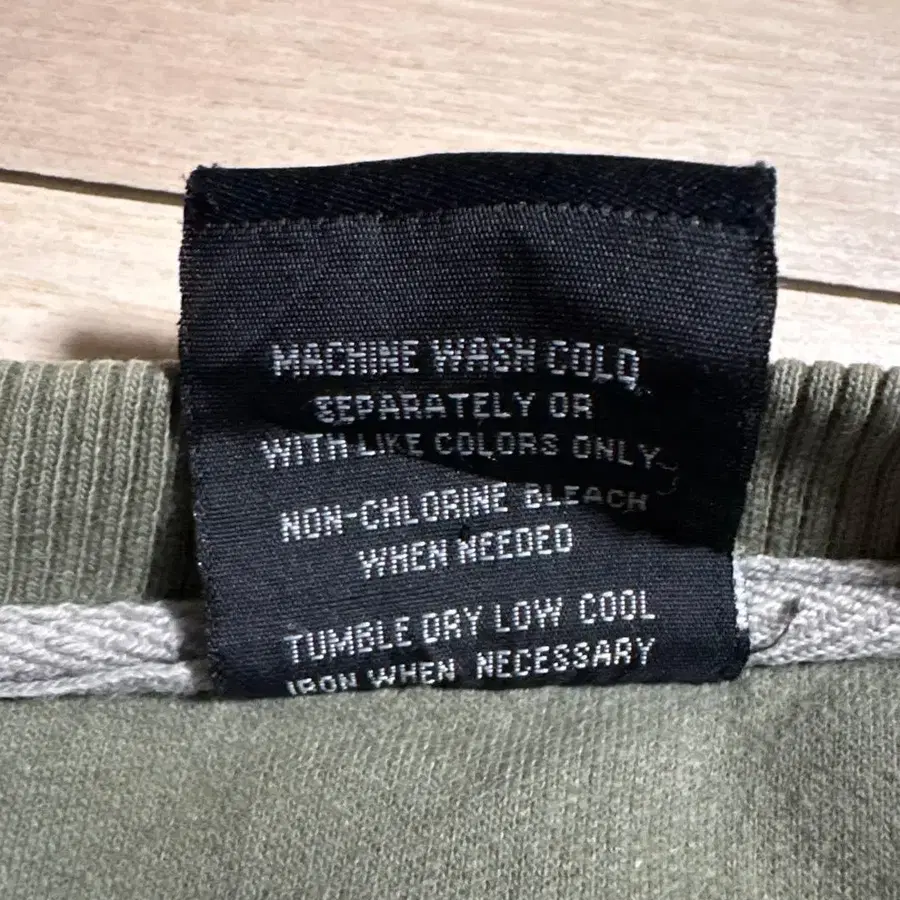 MACHINE WASH COLD
SEPARATELY OR
WITH LIKE COLORS ONLY
NON-CHLORINE BLEACH
WHEN NEEDED
TUMBLE DRY LOW COOL
IRON WHEN NECESSARY